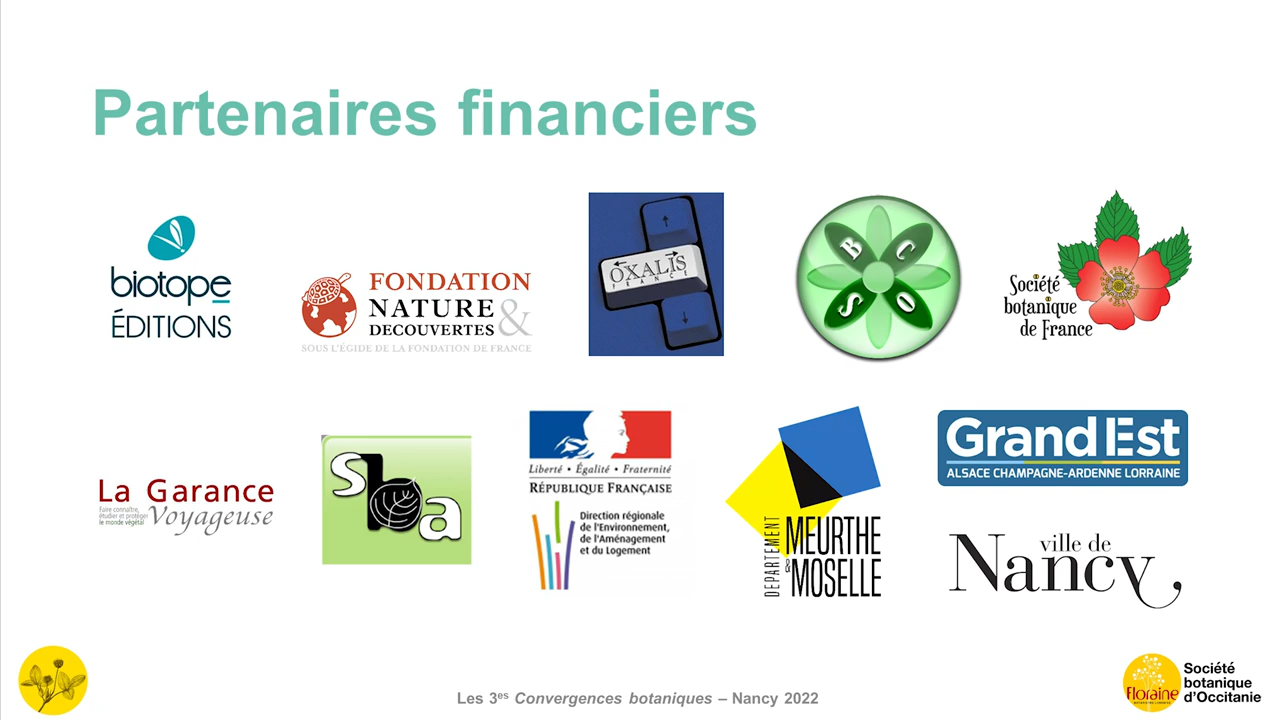 Partenaires financiers
biotope
ÉDITIONS
FONDATION
NATURE &
DECOUVERTES
SOUS L'ÉGIDE DE LA FONDATION DE FRANCE
OXALIS
FRANCE
B C
S O
Société
botanique
de France
La Garance
Faire connaître,
étudier et protéger
le monde végétal
Voyageuse
sba
Liberté • Égalité • Fraternité
RÉPUBLIQUE FRANÇAISE
Direction régionale
de l'Environnement,
de l'Aménagement
et du Logement
DEPARTEMENT
MEURTHE
& MOSELLE
Grand Est
ALSACE CHAMPAGNE-ARDENNE LORRAINE
ville de
Nancy
Les 3es Convergences botaniques – Nancy 2022
Floraine
Société
botanique
d'Occitanie